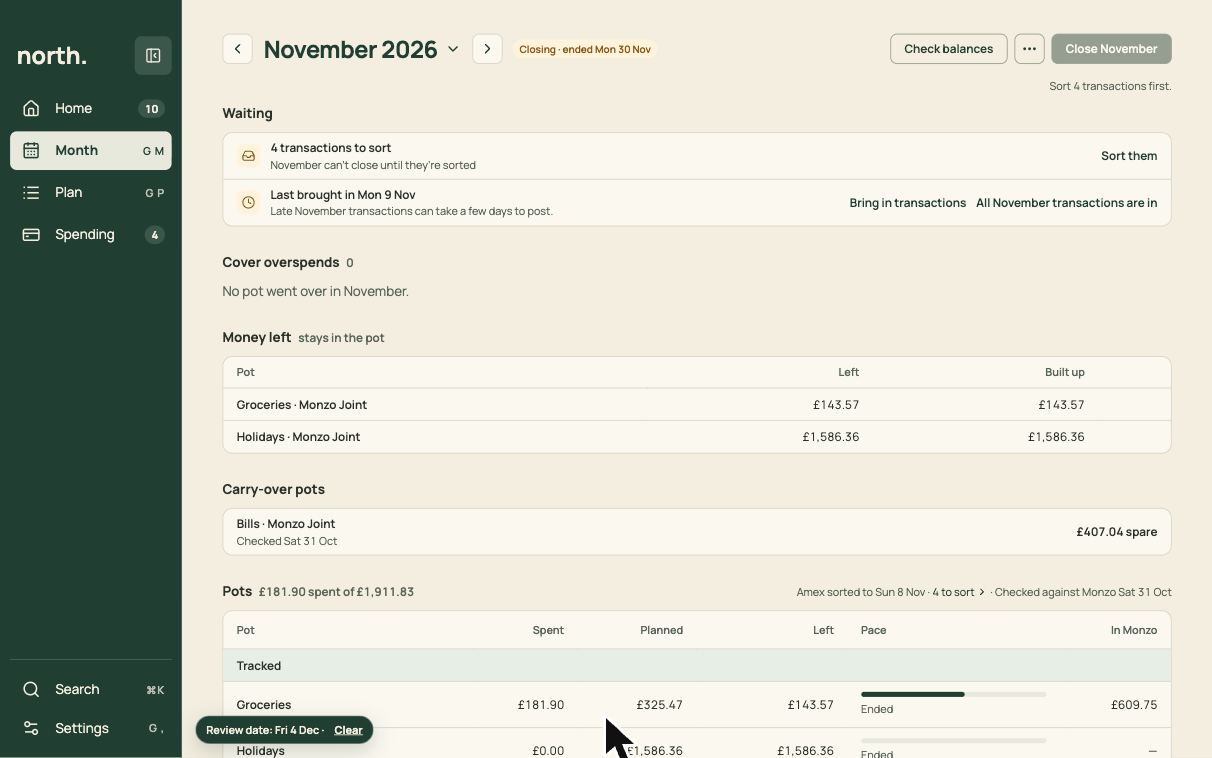 north.
Home 10
Month G M
Plan G P
Spending 4
Search ⌘K
Settings G ,
November 2026
Closing · ended Mon 30 Nov
Check balances
Close November
Sort 4 transactions first.
Waiting
4 transactions to sort
November can't close until they're sorted
Sort them
Last brought in Mon 9 Nov
Late November transactions can take a few days to post.
Bring in transactions All November transactions are in
Cover overspends 0
No pot went over in November.
Money left stays in the pot
Pot Left Built up
Groceries · Monzo Joint £143.57 £143.57
Holidays · Monzo Joint £1,586.36 £1,586.36
Carry-over pots
Bills · Monzo Joint
Checked Sat 31 Oct
£407.04 spare
Pots £181.90 spent of £1,911.83
Amex sorted to Sun 8 Nov · 4 to sort › · Checked against Monzo Sat 31 Oct
Pot Spent Planned Left Pace In Monzo
Tracked
Groceries £181.90 £325.47 £143.57 Ended £609.75
Holidays £0.00 £1,586.36 £1,586.36 Ended —
Review date: Fri 4 Dec · Clear